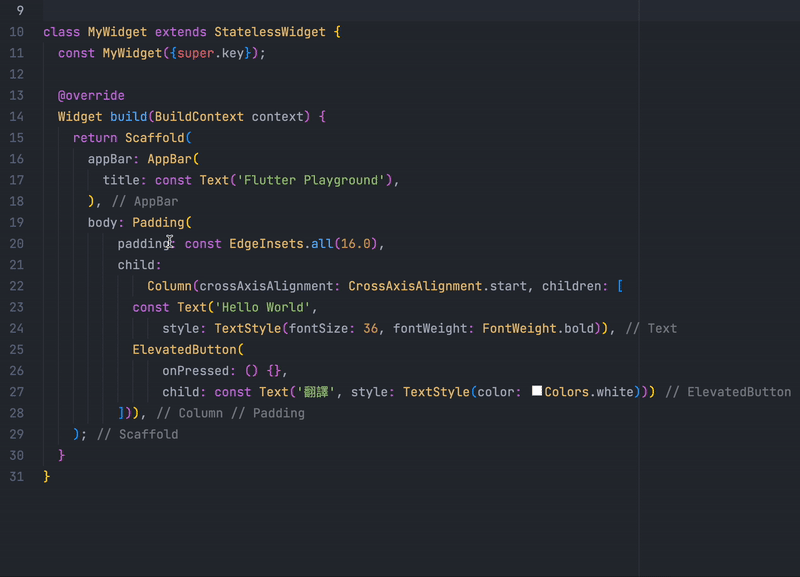 9
10 class MyWidget extends StatelessWidget {
11   const MyWidget({super.key});
12
13   @override
14   Widget build(BuildContext context) {
15     return Scaffold(
16       appBar: AppBar(
17         title: const Text('Flutter Playground'),
18       ), // AppBar
19       body: Padding(
20           padding: const EdgeInsets.all(16.0),
21           child:
22               Column(crossAxisAlignment: CrossAxisAlignment.start, children: [
23             const Text('Hello World',
24                 style: TextStyle(fontSize: 36, fontWeight: FontWeight.bold)), // Text
25             ElevatedButton(
26                 onPressed: () {},
27                 child: const Text('翻譯', style: TextStyle(color: Colors.white))) // ElevatedButton
28           ])), // Column // Padding
29     ); // Scaffold
30   }
31 }